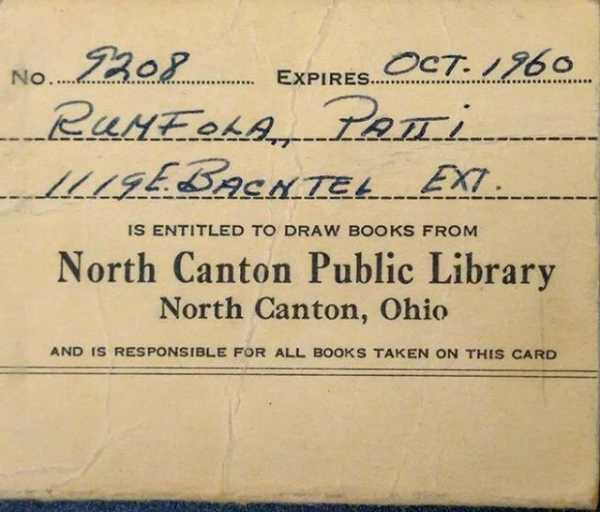 No. 9208 EXPIRES OCT. 1960
RUMFOLA, PATTI
1119 E. BACHTEL EXT.
IS ENTITLED TO DRAW BOOKS FROM
North Canton Public Library
North Canton, Ohio
AND IS RESPONSIBLE FOR ALL BOOKS TAKEN ON THIS CARD